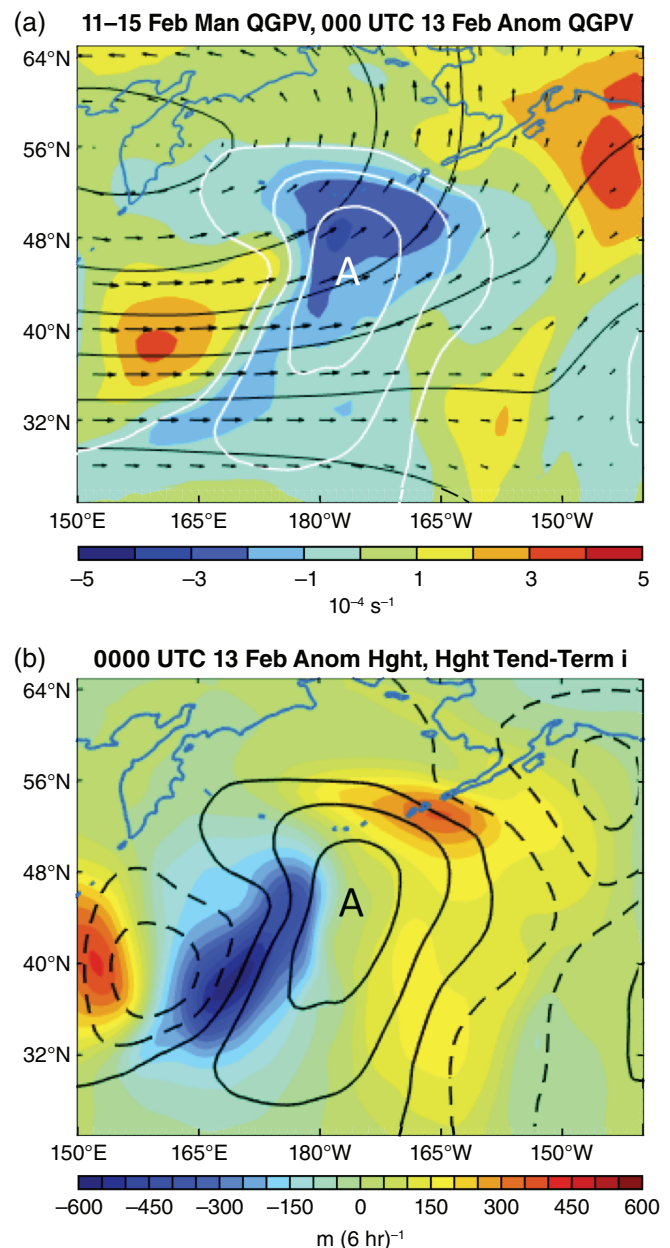 (a) 11–15 Feb Man QGPV, 000 UTC 13 Feb Anom QGPV
64°N
56°N
48°N
A
40°N
32°N
150°E 165°E 180°W 165°W 150°W
−5 −3 −1 1 3 5
10⁻⁴ s⁻¹
(b) 0000 UTC 13 Feb Anom Hght, Hght Tend-Term i
64°N
56°N
48°N
A
40°N
32°N
150°E 165°E 180°W 165°W 150°W
−600 −450 −300 −150 0 150 300 450 600
m (6 hr)⁻¹